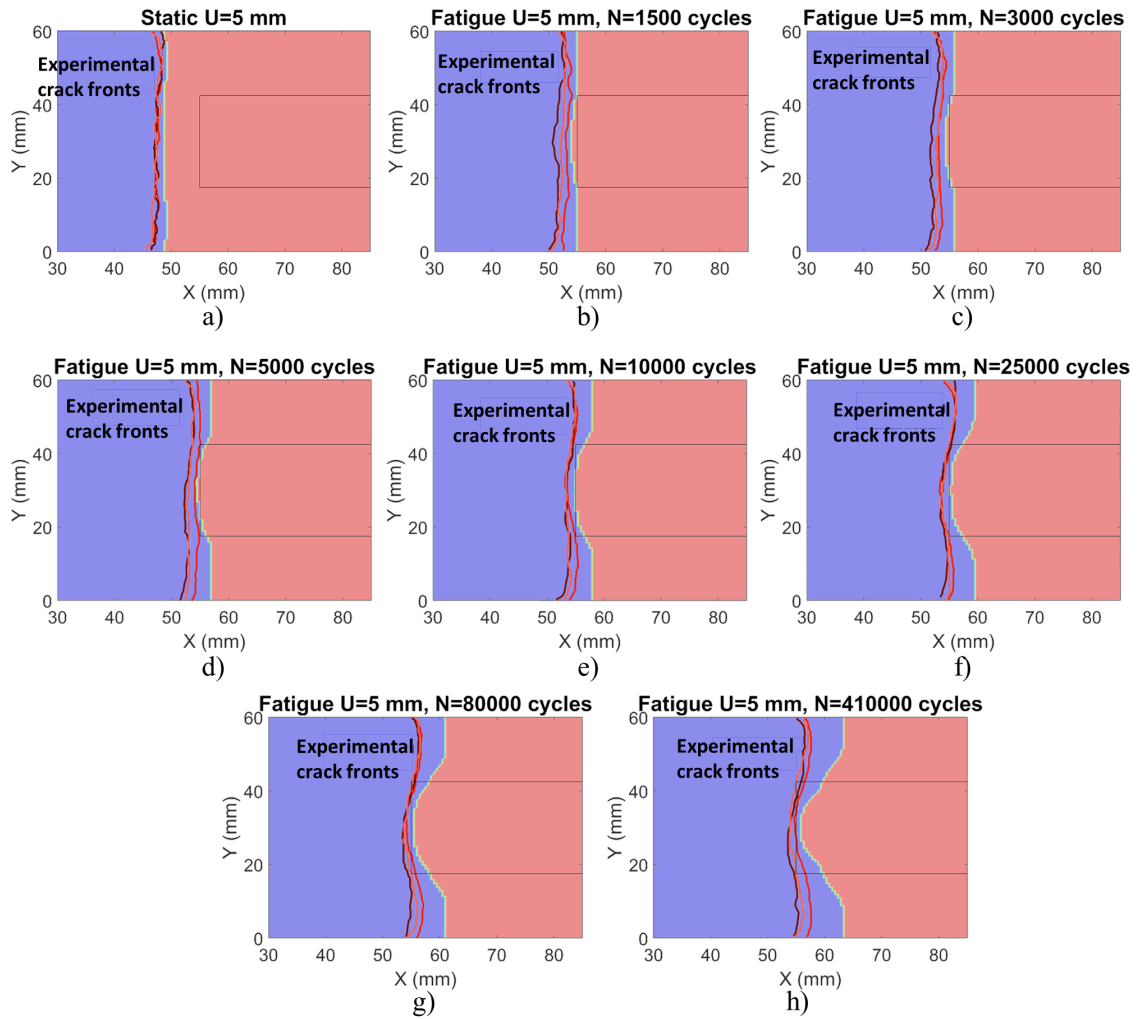 Static U=5 mm
Fatigue U=5 mm, N=1500 cycles
Fatigue U=5 mm, N=3000 cycles
60
40
20
0
Y (mm)
Experimental
crack fronts
30 40 50 60 70 80
X (mm)
a)
60
40
20
0
Y (mm)
Experimental
crack fronts
30 40 50 60 70 80
X (mm)
b)
60
40
20
0
Y (mm)
Experimental
crack fronts
30 40 50 60 70 80
X (mm)
c)
Fatigue U=5 mm, N=5000 cycles
Fatigue U=5 mm, N=10000 cycles
Fatigue U=5 mm, N=25000 cycles
60
40
20
0
Y (mm)
Experimental
crack fronts
30 40 50 60 70 80
X (mm)
d)
60
40
20
0
Y (mm)
Experimental
crack fronts
30 40 50 60 70 80
X (mm)
e)
60
40
20
0
Y (mm)
Experimental
crack fronts
30 40 50 60 70 80
X (mm)
f)
Fatigue U=5 mm, N=80000 cycles
Fatigue U=5 mm, N=410000 cycles
60
40
20
0
Y (mm)
Experimental
crack fronts
30 40 50 60 70 80
X (mm)
g)
60
40
20
0
Y (mm)
Experimental
crack fronts
30 40 50 60 70 80
X (mm)
h)